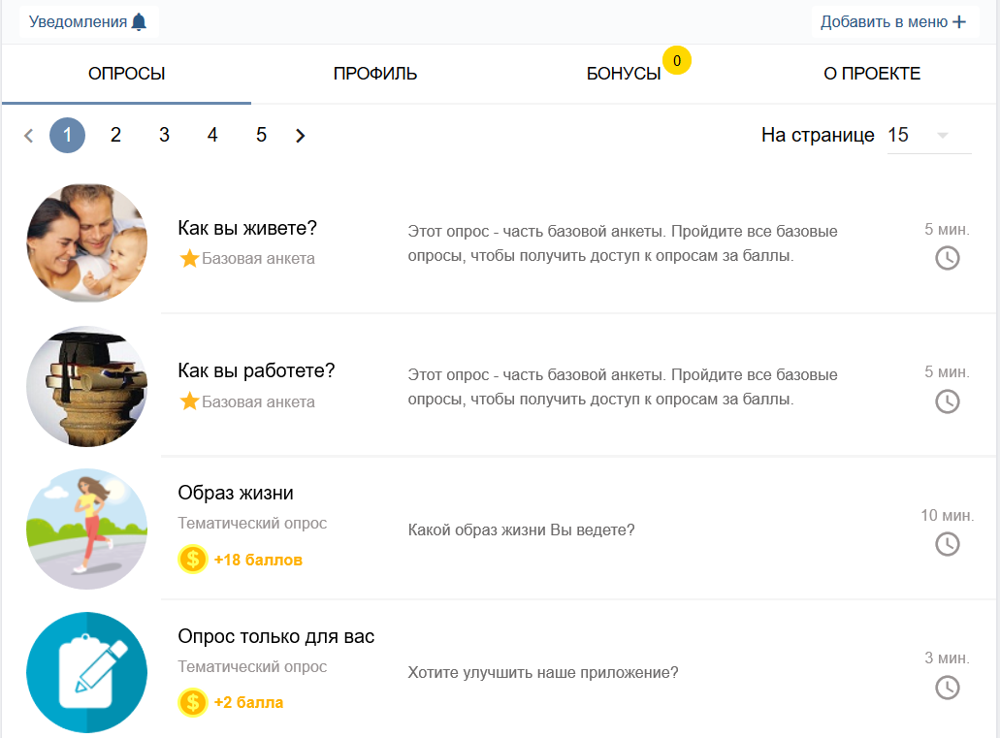 Уведомления
Добавить в меню
ОПРОСЫ
ПРОФИЛЬ
БОНУСЫ
0
О ПРОЕКТЕ
1 2 3 4 5
На странице 15
Как вы живете?
Базовая анкета
Этот опрос - часть базовой анкеты. Пройдите все базовые
опросы, чтобы получить доступ к опросам за баллы.
5 мин.
Как вы работете?
Базовая анкета
Этот опрос - часть базовой анкеты. Пройдите все базовые
опросы, чтобы получить доступ к опросам за баллы.
5 мин.
Образ жизни
Тематический опрос
$ +18 баллов
Какой образ жизни Вы ведете?
10 мин.
Опрос только для вас
Тематический опрос
$ +2 балла
Хотите улучшить наше приложение?
3 мин.